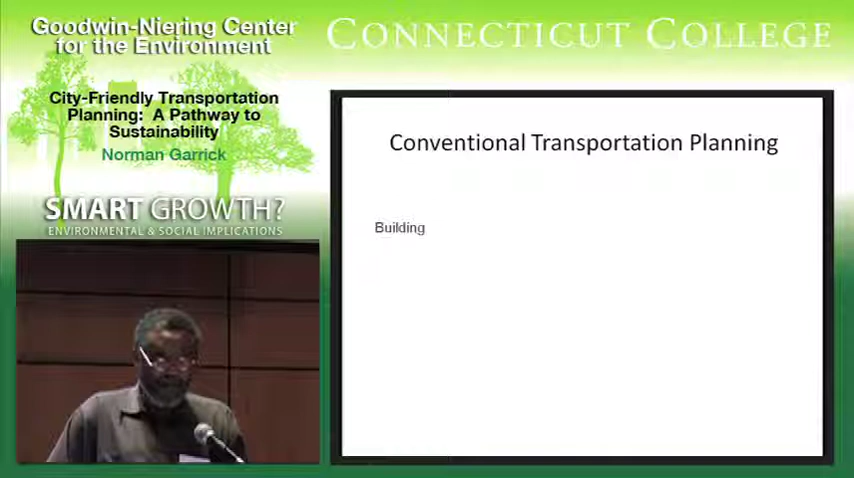 Goodwin-Niering Center
for the Environment
CONNECTICUT COLLEGE
City-Friendly Transportation
Planning: A Pathway to
Sustainability
Norman Garrick
SMART GROWTH?
ENVIRONMENTAL & SOCIAL IMPLICATIONS
Conventional Transportation Planning
Building